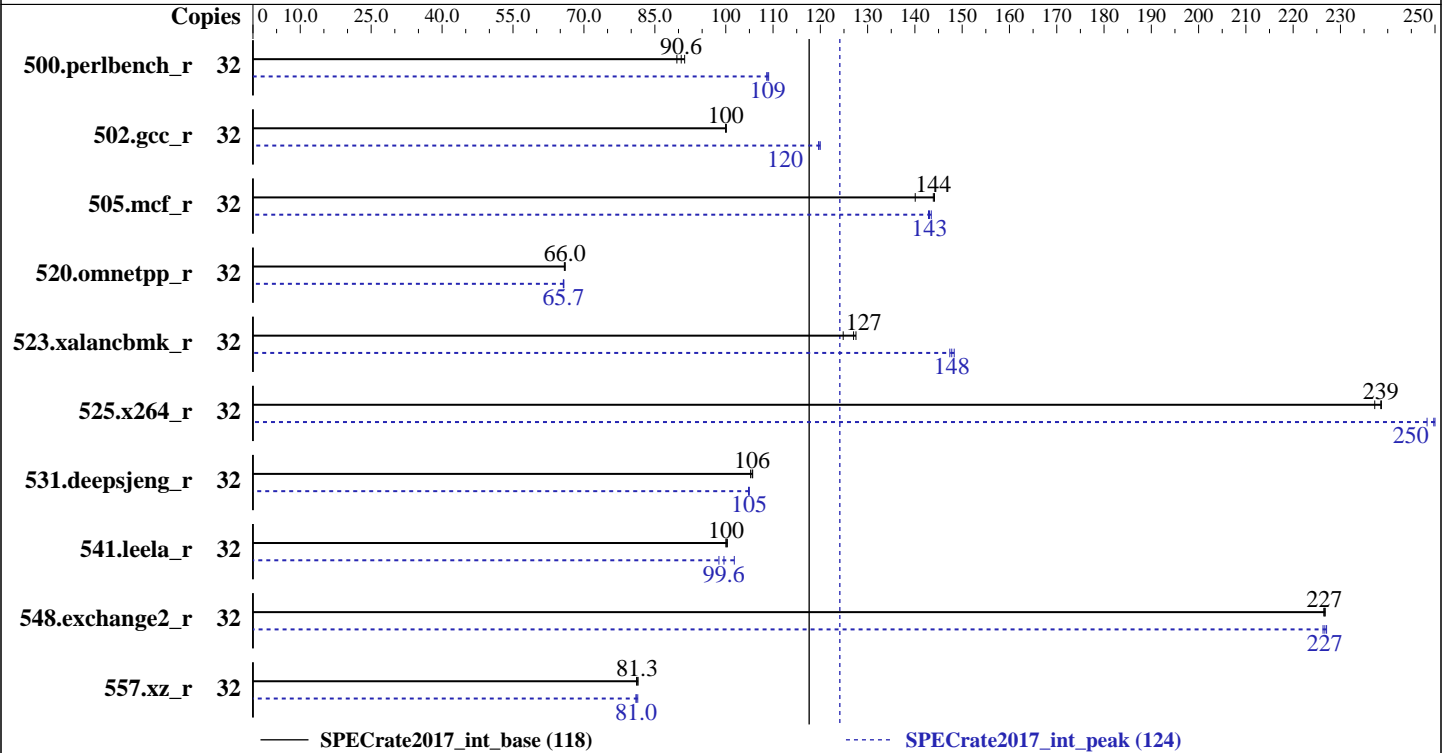 Copies 0 10.0 25.0 40.0 55.0 70.0 85.0 110 120 130 140 150 160 170 180 190 200 210 220 230 250
90.6
500.perlbench_r 32
109
100
502.gcc_r 32
120
144
505.mcf_r 32
143
66.0
520.omnetpp_r 32
65.7
127
523.xalancbmk_r 32
148
239
525.x264_r 32
250
106
531.deepsjeng_r 32
105
100
541.leela_r 32
99.6
227
548.exchange2_r 32
227
81.3
557.xz_r 32
81.0
SPECrate2017_int_base (118) SPECrate2017_int_peak (124)